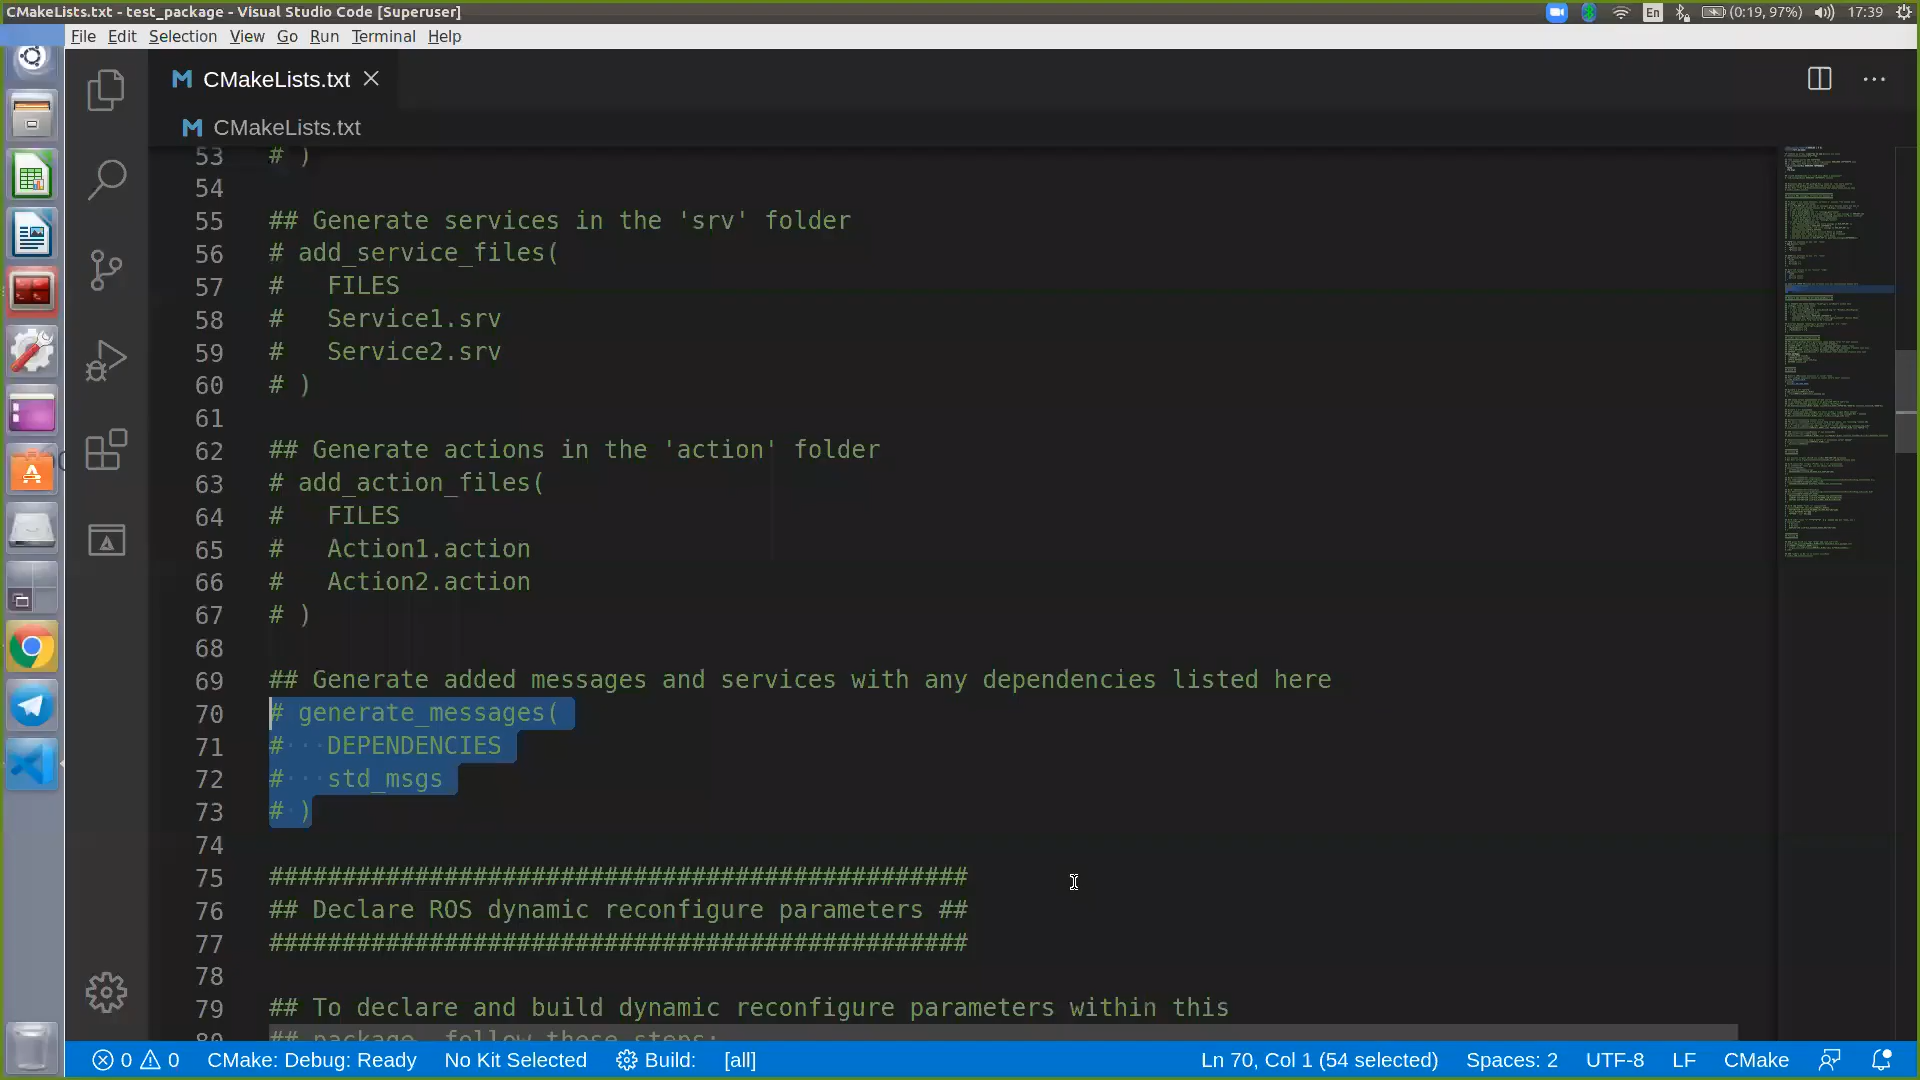 CMakeLists.txt - test_package - Visual Studio Code [Superuser]
En
(0:19, 97%)
17:39
File Edit Selection View Go Run Terminal Help
CMakeLists.txt
CMakeLists.txt
53 # )
54
55 ## Generate services in the 'srv' folder
56 # add_service_files(
57 #   FILES
58 #   Service1.srv
59 #   Service2.srv
60 # )
61
62 ## Generate actions in the 'action' folder
63 # add_action_files(
64 #   FILES
65 #   Action1.action
66 #   Action2.action
67 # )
68
69 ## Generate added messages and services with any dependencies listed here
70 # generate_messages(
71 #···DEPENDENCIES
72 #···std_msgs
73 #·)
74
75 ################################################
76 ## Declare ROS dynamic reconfigure parameters ##
77 ################################################
78
79 ## To declare and build dynamic reconfigure parameters within this
80 ## package, follow these steps:
0 0 CMake: Debug: Ready No Kit Selected Build: [all] Ln 70, Col 1 (54 selected) Spaces: 2 UTF-8 LF CMake